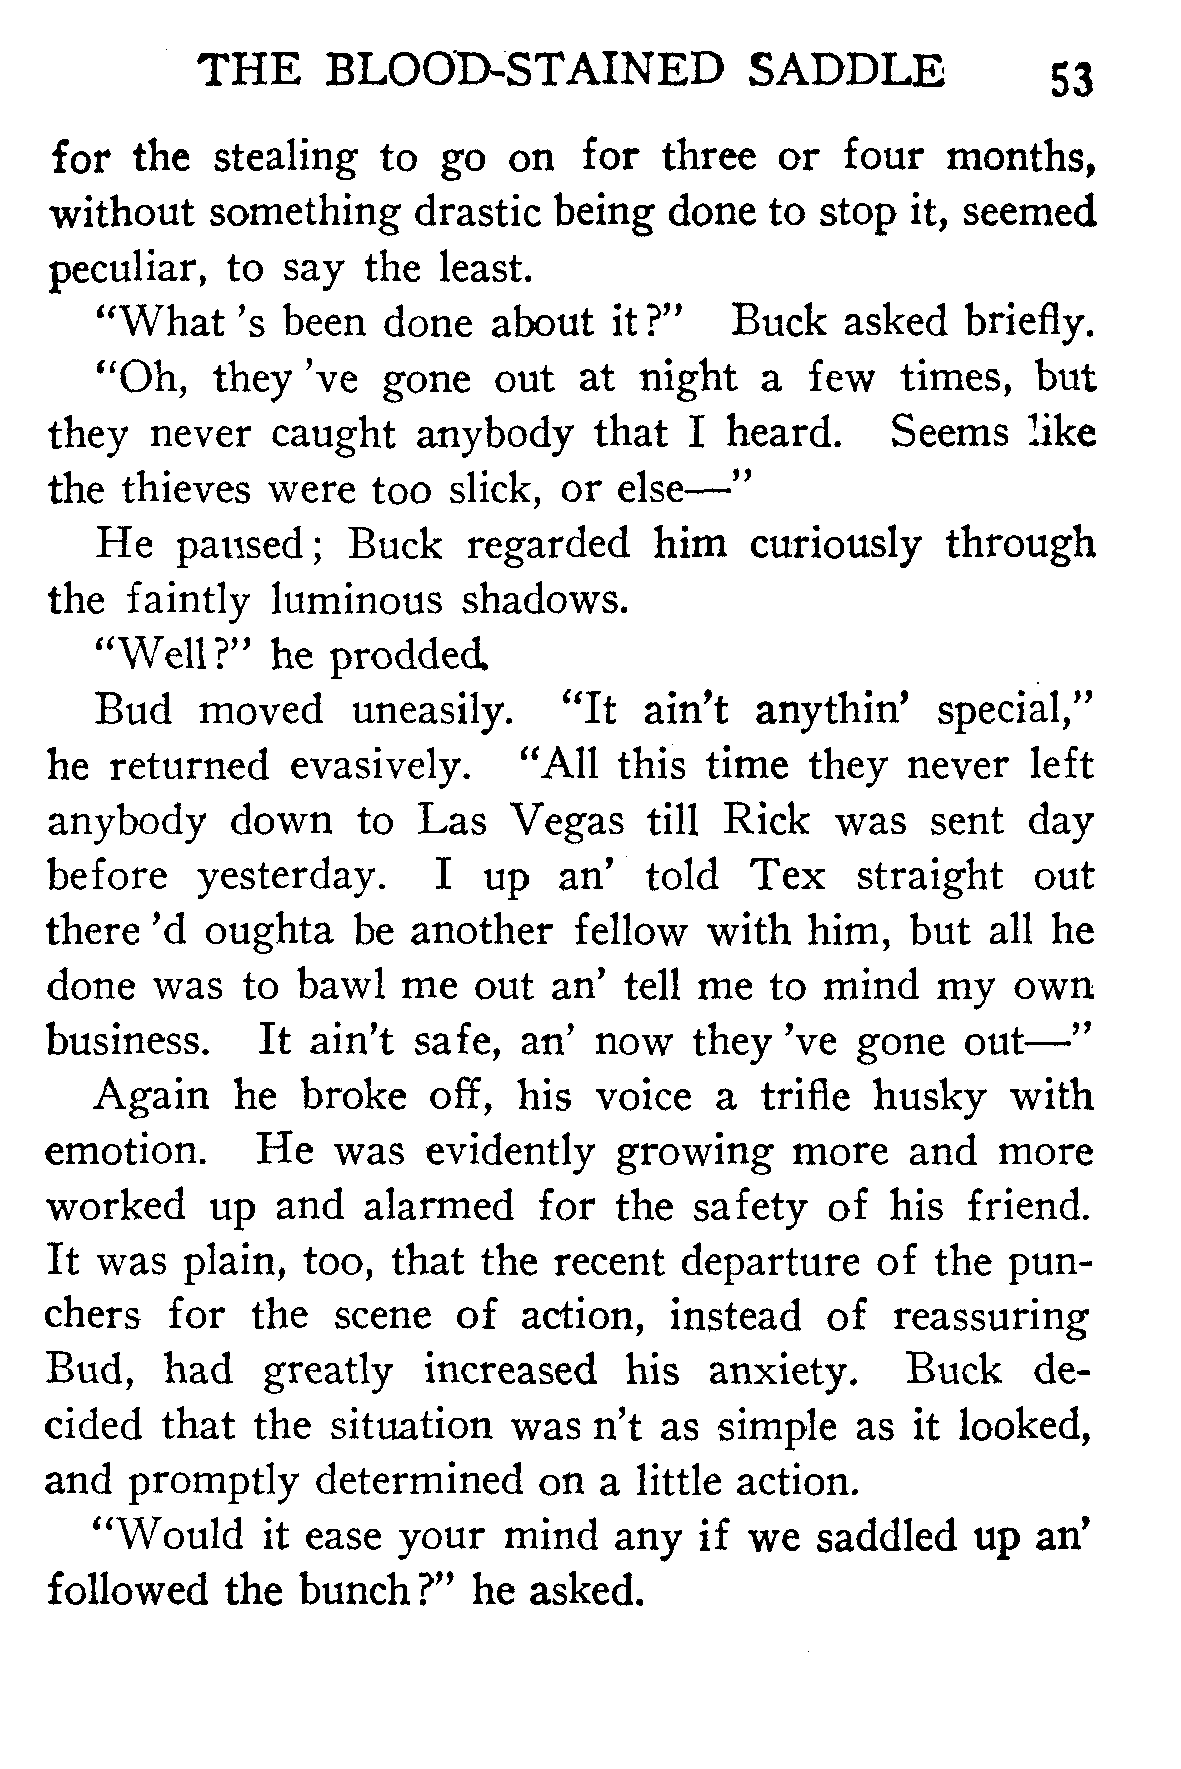 THE BLOOD-STAINED SADDLE 53
for the stealing to go on for three or four months,
without something drastic being done to stop it, seemed
peculiar, to say the least.
“What 's been done about it?” Buck asked briefly.
“Oh, they 've gone out at night a few times, but
they never caught anybody that I heard. Seems like
the thieves were too slick, or else—”
He paused; Buck regarded him curiously through
the faintly luminous shadows.
“Well?” he prodded.
Bud moved uneasily. “It ain't anythin' special,”
he returned evasively. “All this time they never left
anybody down to Las Vegas till Rick was sent day
before yesterday. I up an' told Tex straight out
there 'd oughta be another fellow with him, but all he
done was to bawl me out an' tell me to mind my own
business. It ain't safe, an' now they 've gone out—”
Again he broke off, his voice a trifle husky with
emotion. He was evidently growing more and more
worked up and alarmed for the safety of his friend.
It was plain, too, that the recent departure of the pun-
chers for the scene of action, instead of reassuring
Bud, had greatly increased his anxiety. Buck de-
cided that the situation was n't as simple as it looked,
and promptly determined on a little action.
“Would it ease your mind any if we saddled up an'
followed the bunch?” he asked.